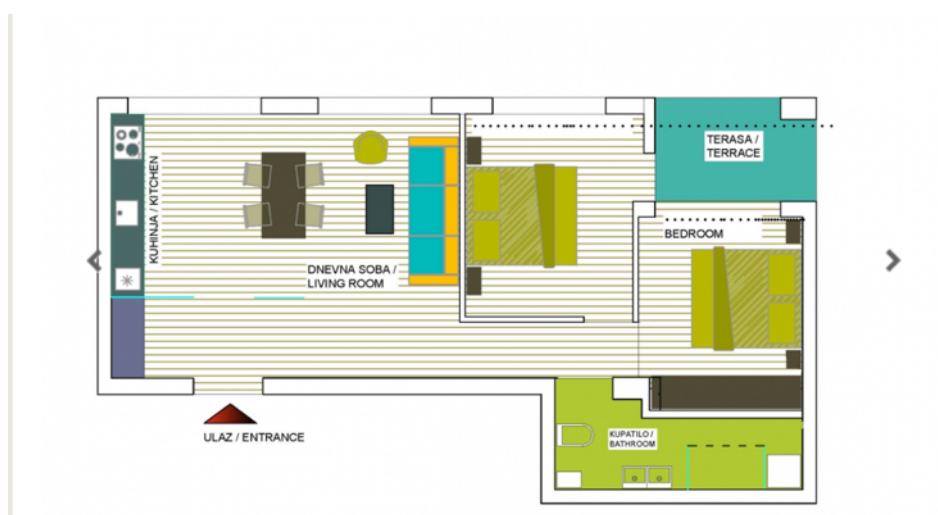 TERASA /
TERRACE
KUHINJA / KITCHEN
BEDROOM
DNEVNA SOBA /
LIVING ROOM
ULAZ / ENTRANCE
KUPATILO /
BATHROOM